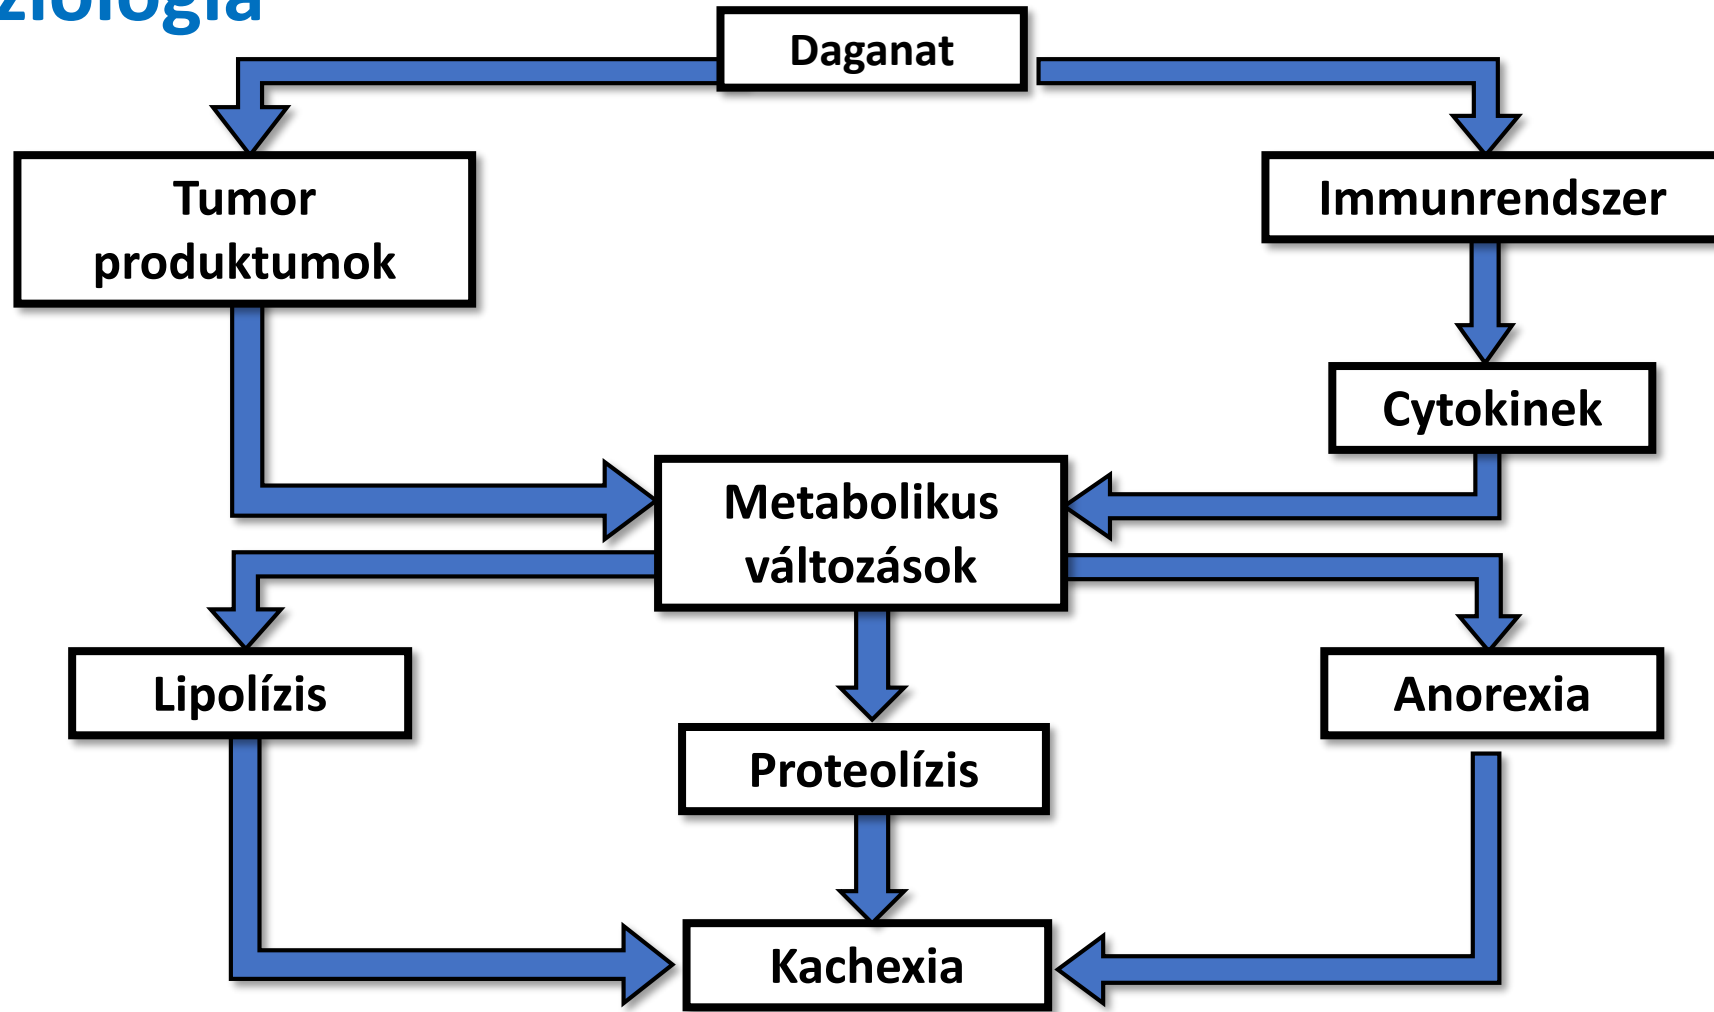 ziológia
Daganat
Tumor
produktumok
Immunrendszer
Cytokinek
Metabolikus
változások
Lipolízis
Anorexia
Proteolízis
Kachexia